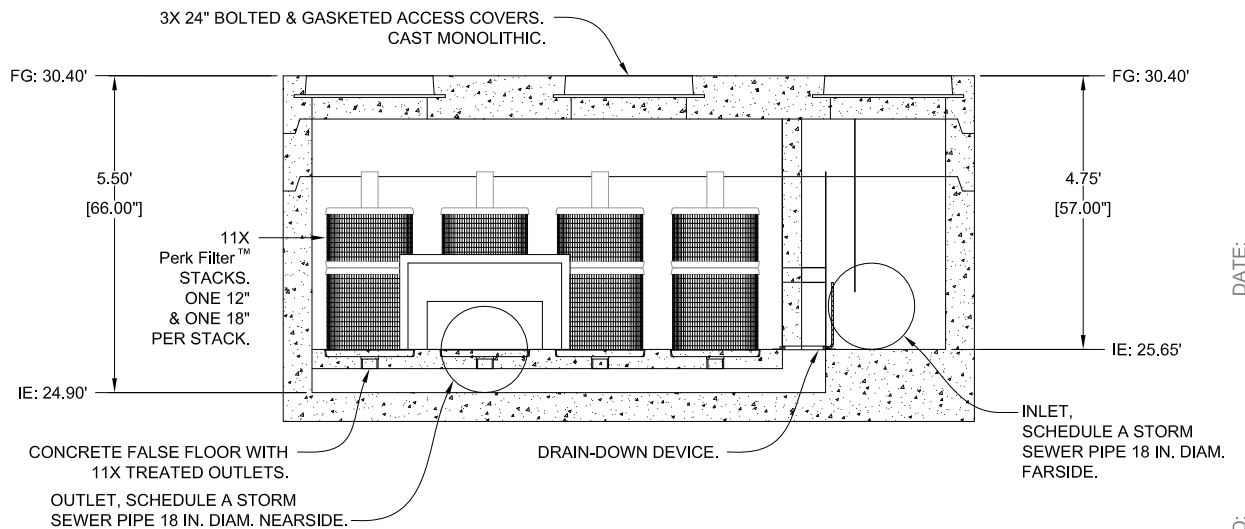 3X 24" BOLTED & GASKETED ACCESS COVERS.
CAST MONOLITHIC.
FG: 30.40'
FG: 30.40'
5.50'
[66.00"]
4.75'
[57.00"]
11X
Perk Filter™
STACKS.
ONE 12"
& ONE 18"
PER STACK.
DATE:
IE: 25.65'
IE: 24.90'
INLET,
SCHEDULE A STORM
SEWER PIPE 18 IN. DIAM.
FARSIDE.
CONCRETE FALSE FLOOR WITH
11X TREATED OUTLETS.
DRAIN-DOWN DEVICE.
OUTLET, SCHEDULE A STORM
SEWER PIPE 18 IN. DIAM. NEARSIDE.